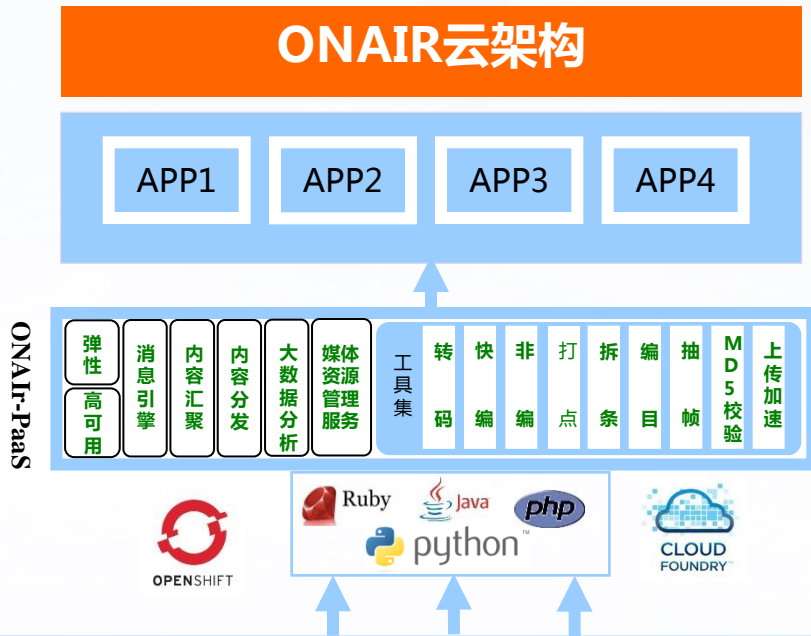 ONAIR云架构
APP1
APP2
APP3
APP4
ONAIr-PaaS
弹性
高可用
消息引擎
内容汇聚
内容分发
大数据分析
媒体
资源
管理
服务
工具集
转码
快编
非编
打点
拆条
编目
抽帧
MD5校验
上传加速
OPENSHIFT
Ruby
Java
php
python™
CLOUD
FOUNDRY™